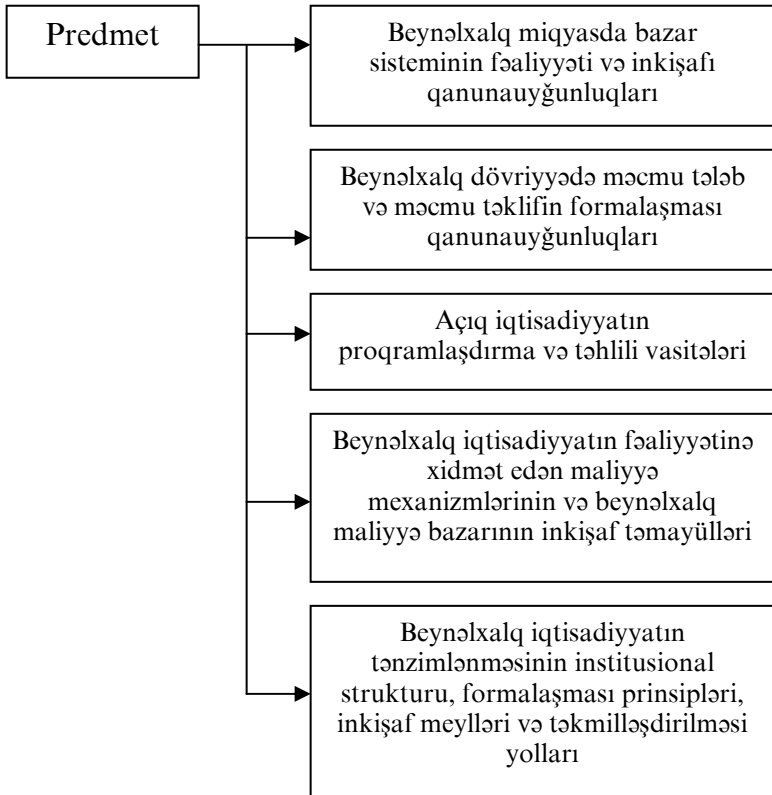 Predmet
Beynəlxalq miqyasda bazar
sisteminin fəaliyyəti və inkişafı
qanunauyğunluqları
Beynəlxalq dövriyyədə məcmu tələb
və məcmu təklifin formalaşması
qanunauyğunluqları
Açıq iqtisadiyyatın
proqramlaşdırma və təhlili vasitələri
Beynəlxalq iqtisadiyyatın fəaliyyətinə
xidmət edən maliyyə
mexanizmlərinin və beynəlxalq
maliyyə bazarının inkişaf təmayülləri
Beynəlxalq iqtisadiyyatın
tənzimlənməsinin institusional
strukturu, formalaşması prinsipləri,
inkişaf meylləri və təkmilləşdirilməsi
yolları